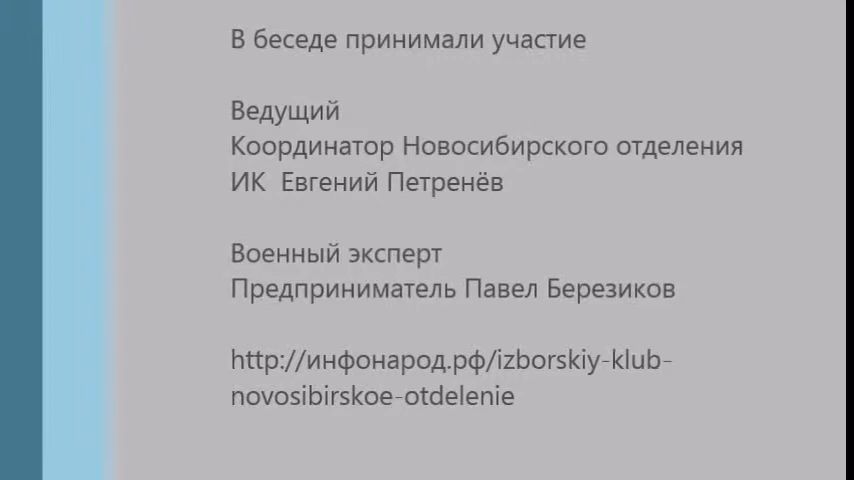 В беседе принимали участие
Ведущий
Координатор Новосибирского отделения
ИК Евгений Петренёв
Военный эксперт
Предприниматель Павел Березиков
http://инфонарод.рф/izborskiy-klub-
novosibirskoe-otdelenie